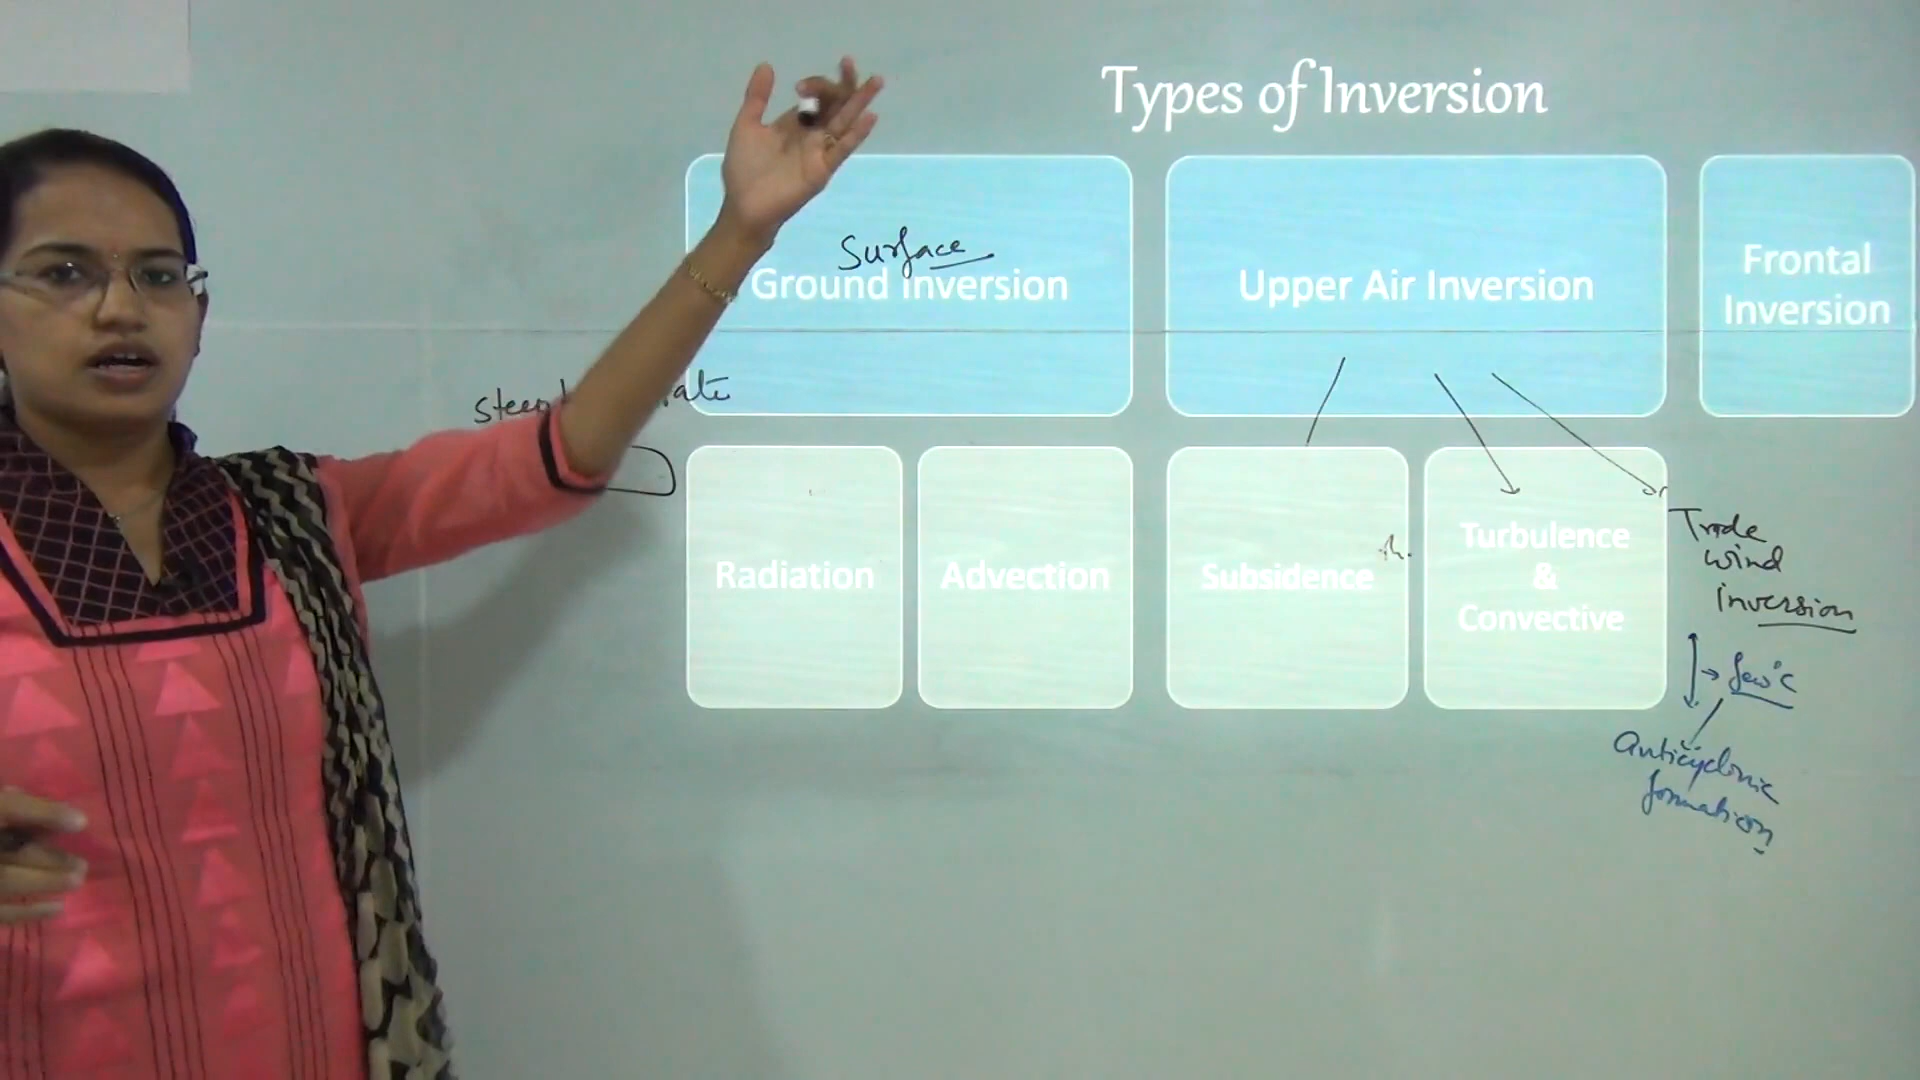 Types of Inversion
Surface
Ground Inversion
Upper Air Inversion
Frontal
Inversion
Radiation
Advection
Subsidence
Turbulence
&
Convective
Trade
wind
inversion
few°c
Anticyclonic
formation